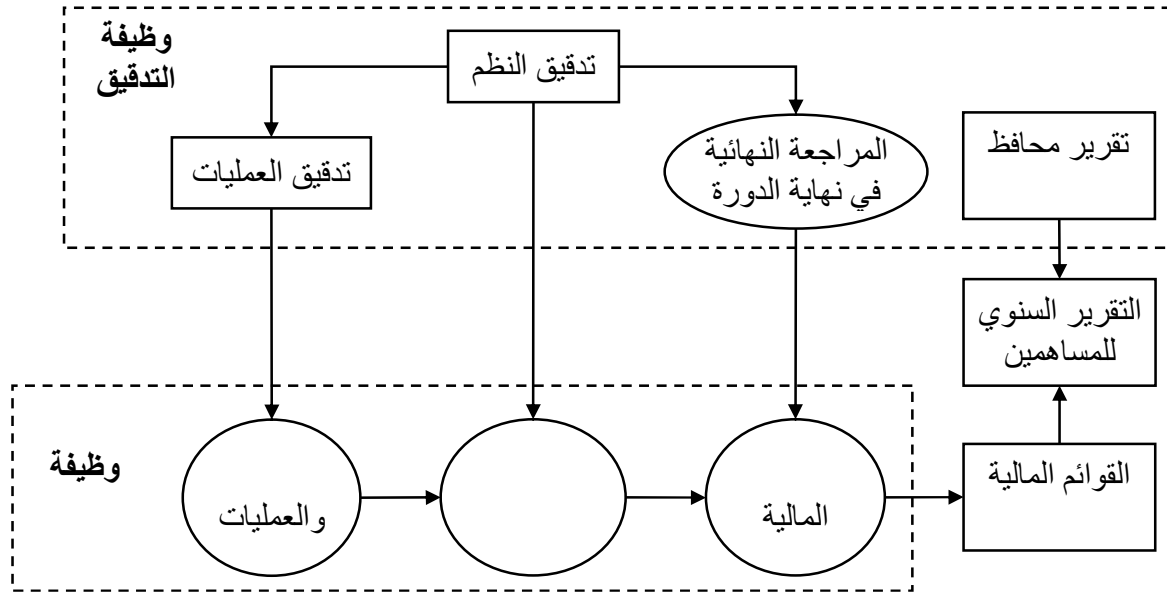 وظيفة
التدقيق
تدقيق النظم
تدقيق العمليات
المراجعة النهائية
في نهاية الدورة
تقرير محافظ
التقرير السنوي
للمساهمين
وظيفة
والعمليات
المالية
القوائم المالية